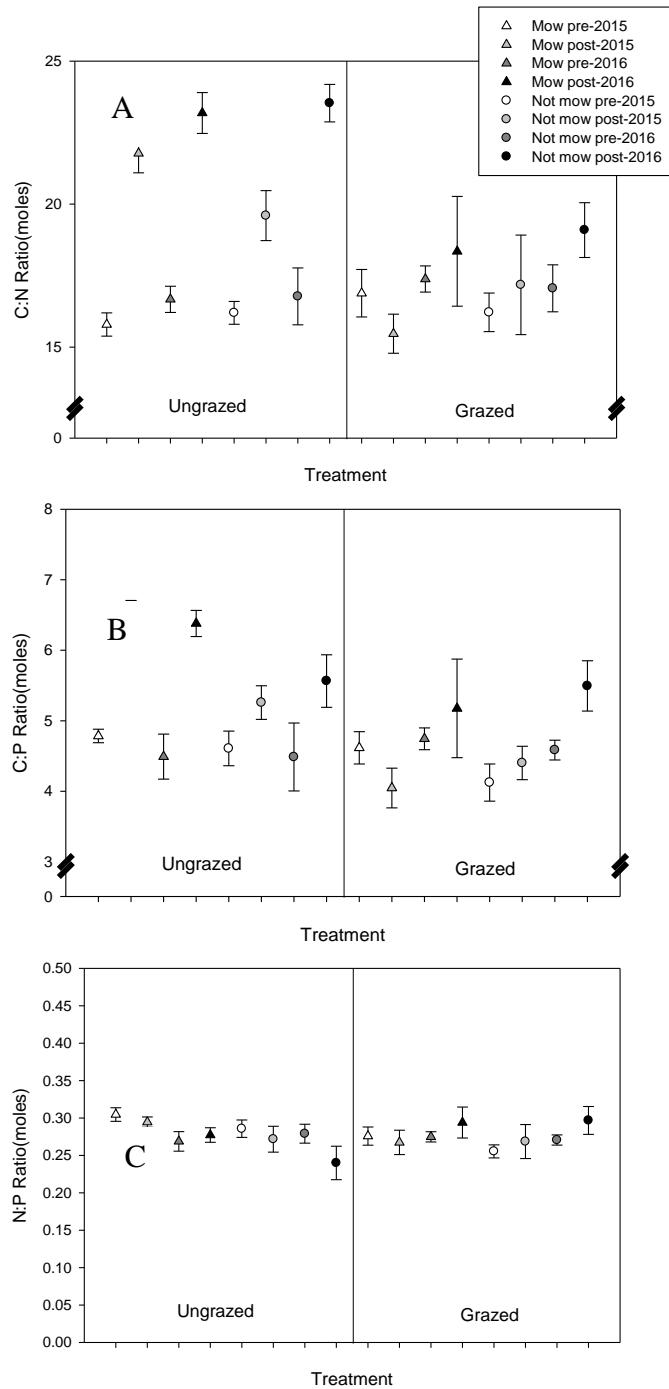 Mow pre-2015
Mow post-2015
Mow pre-2016
Mow post-2016
Not mow pre-2015
Not mow post-2015
Not mow pre-2016
Not mow post-2016
A
25
20
15
0
C:N Ratio(moles)
Ungrazed
Grazed
Treatment
B
8
7
6
5
4
3
0
C:P Ratio(moles)
Ungrazed
Grazed
Treatment
C
0.50
0.45
0.40
0.35
0.30
0.25
0.20
0.15
0.10
0.05
0.00
N:P Ratio(moles)
Ungrazed
Grazed
Treatment